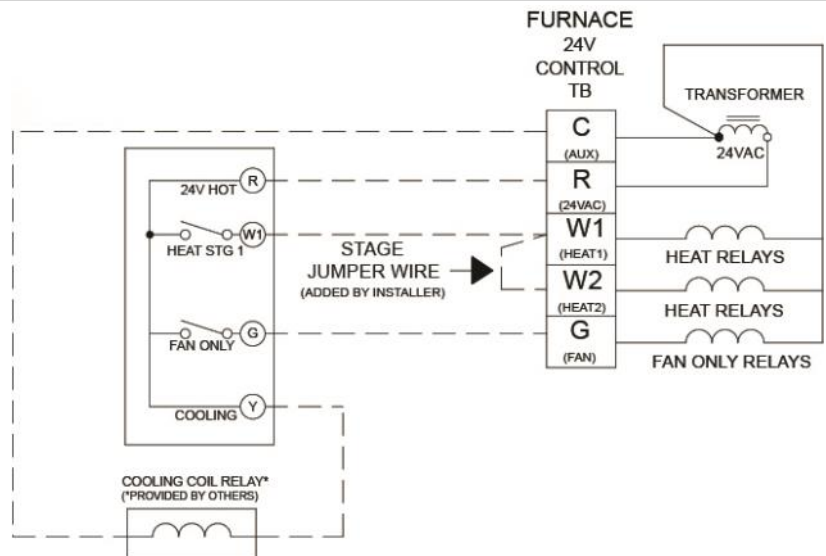 FURNACE
24V
CONTROL
TB
TRANSFORMER
C
(AUX)
24VAC
R
(24VAC)
24V HOT
R
W1
(HEAT1)
HEAT RELAYS
W1
HEAT STG 1
STAGE
JUMPER WIRE
(ADDED BY INSTALLER)
W2
(HEAT2)
HEAT RELAYS
G
(FAN)
FAN ONLY RELAYS
G
FAN ONLY
COOLING
Y
COOLING COIL RELAY*
(*PROVIDED BY OTHERS)